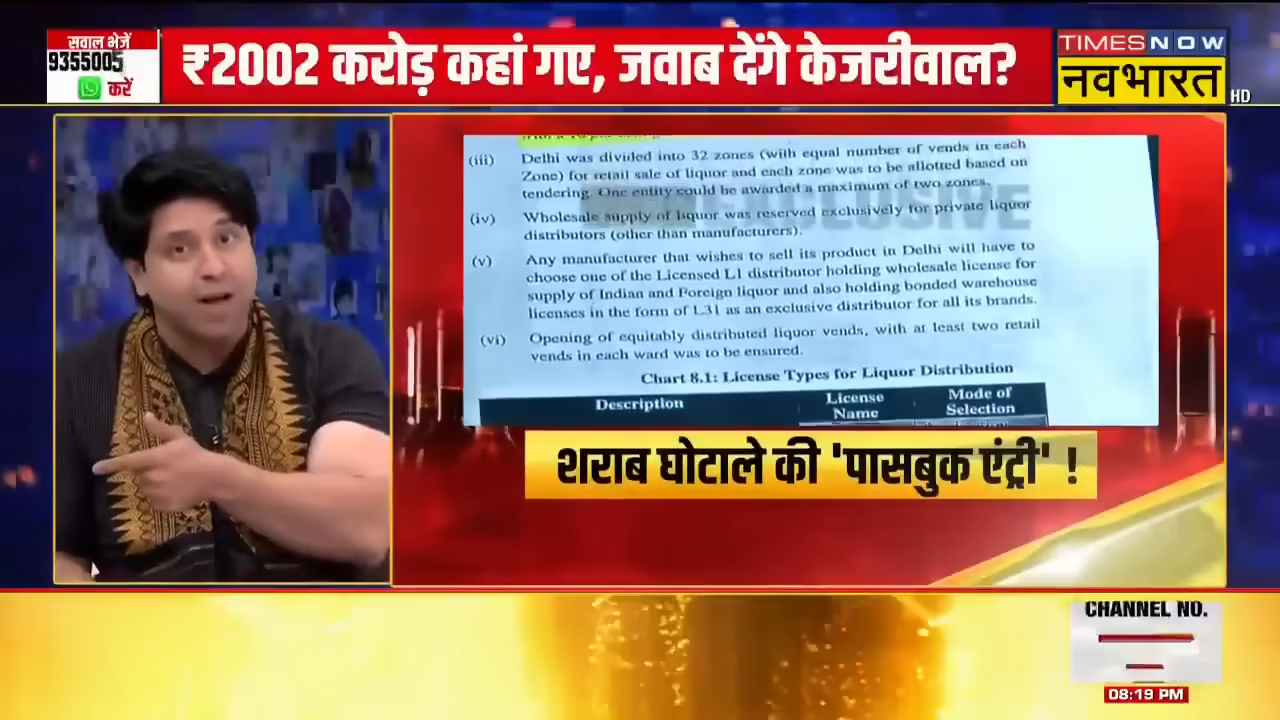 सवाल भेजें
9355005
करें
₹2002 करोड़ कहां गए, जवाब देंगे केजरीवाल?
TIMES NOW
नवभारत
HD
(iii) Delhi was divided into 32 zones (with equal number of vends in each
Zone) for retail sale of liquor and each zone was to be allotted based on
tendering. One entity could be awarded a maximum of two zones.
(iv) Wholesale supply of liquor was reserved exclusively for private liquor
distributors (other than manufacturers).
(v) Any manufacturer that wishes to sell its product in Delhi will have to
choose one of the Licensed L1 distributor holding wholesale license for
supply of Indian and Foreign liquor and also holding bonded warehouse
licenses in the form of L31 as an exclusive distributor for all its brands.
(vi) Opening of equitably distributed liquor vends, with at least two retail
vends in each ward was to be ensured.
Chart 8.1: License Types for Liquor Distribution
Description License Name Mode of Selection
शराब घोटाले की 'पासबुक एंट्री' !
CHANNEL NO.
08:19 PM